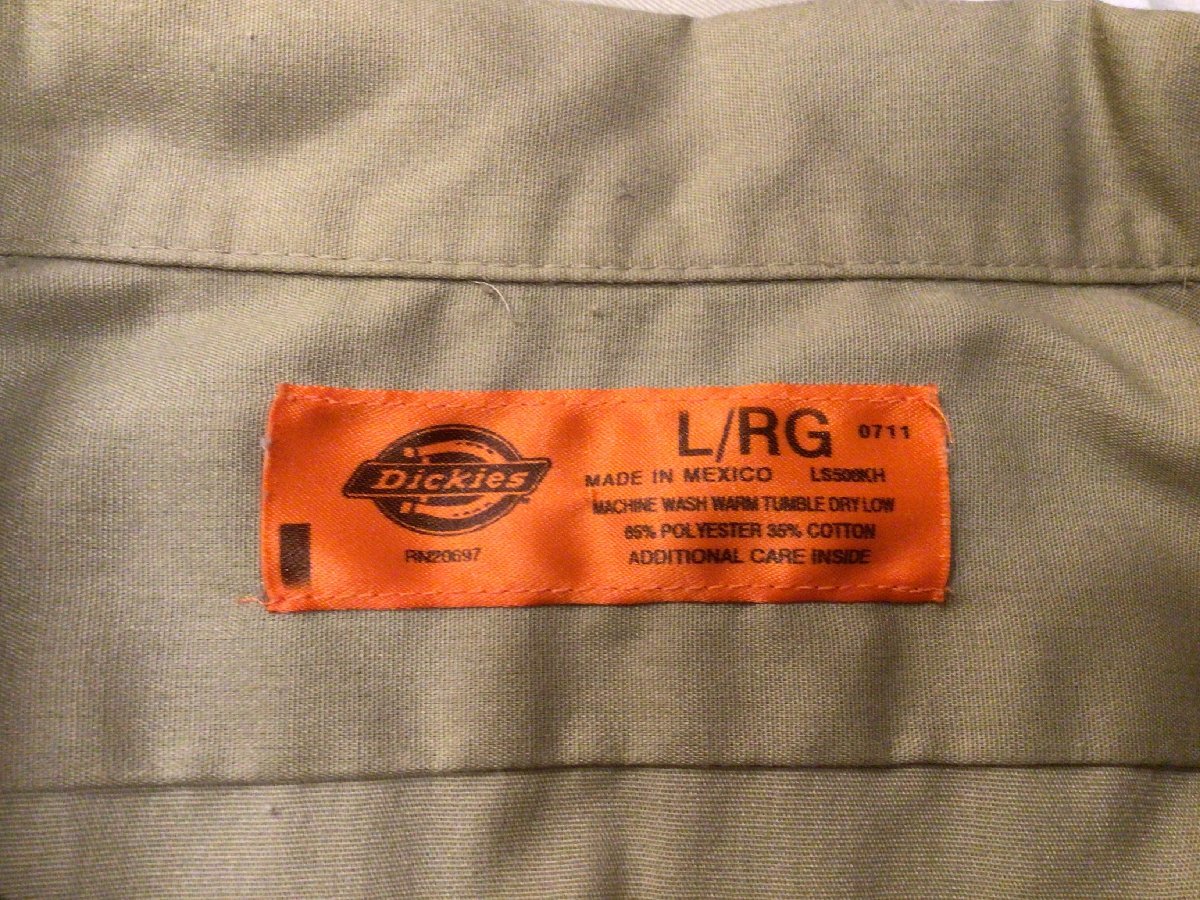 Dickies
RN20697
L/RG 0711
MADE IN MEXICO LS506KH
MACHINE WASH WARM TUMBLE DRY LOW
65% POLYESTER 35% COTTON
ADDITIONAL CARE INSIDE